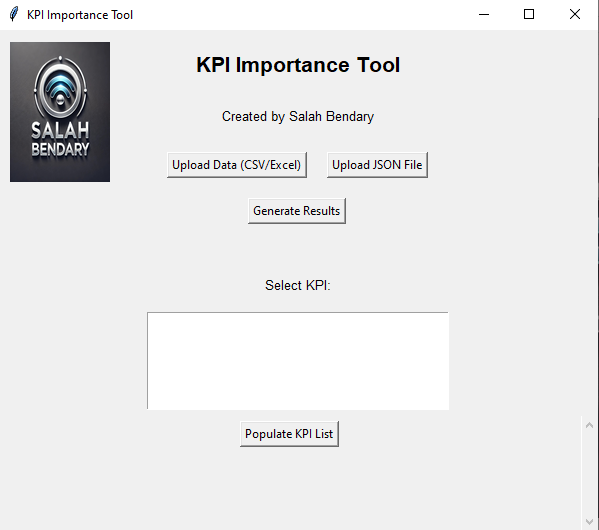 KPI Importance Tool
KPI Importance Tool
SALAH
BENDARY
Created by Salah Bendary
Upload Data (CSV/Excel) Upload JSON File
Generate Results
Select KPI:
Populate KPI List